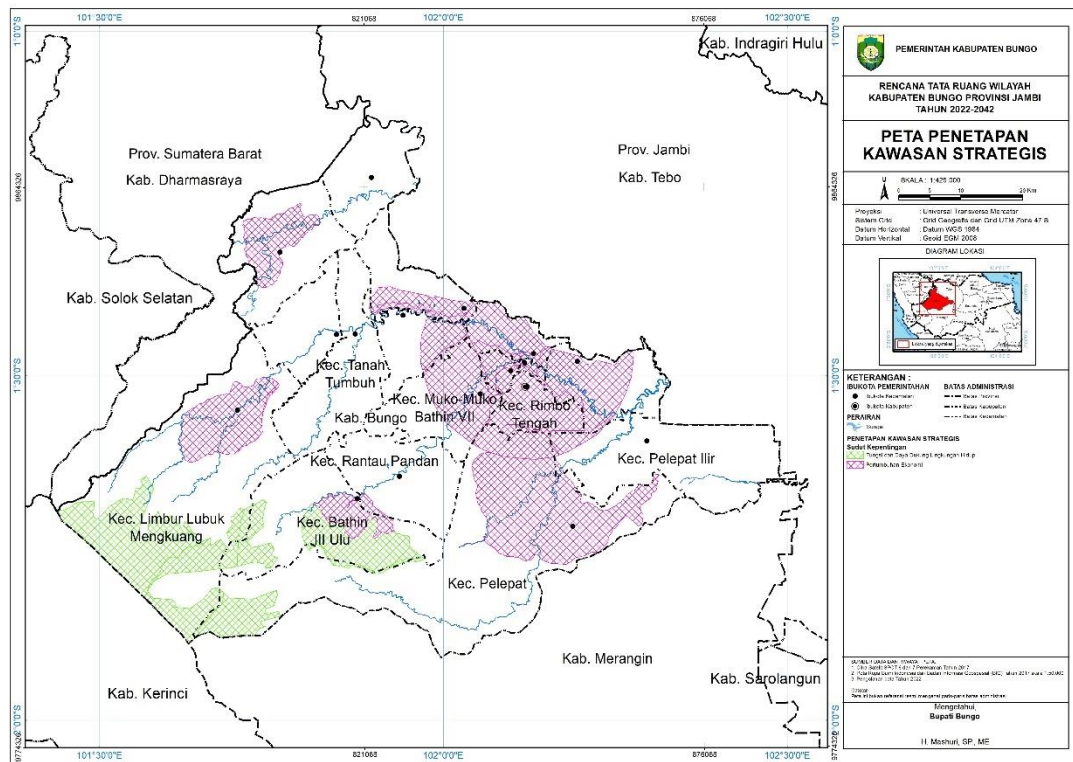 101°30'0"E
821068
102°0'0"E
876068
102°30'0"E
1°0'0"S
Kab. Indragiri Hulu
Prov. Sumatera Barat
Kab. Dharmasraya
Prov. Jambi
Kab. Tebo
9864326
9864326
Kab. Solok Selatan
1°30'0"S
1°30'0"S
Kec. Tanah
Tumbuh
Kec. Muko-Muko
Bathin VII
Kab. Bungo
Kec. Rimbo
Tengah
Kec. Rantau Pandan
Kec. Pelepat Ilir
Kec. Limbur Lubuk
Mengkuang
Kec. Bathin
III Ulu
Kec. Pelepat
Kab. Merangin
Kab. Sarolangun
Kab. Kerinci
9774326
9774326
101°30'0"E
821068
102°0'0"E
876068
102°30'0"E
PEMERINTAH KABUPATEN BUNGO
RENCANA TATA RUANG WILAYAH
KABUPATEN BUNGO PROVINSI JAMBI
TAHUN 2022-2042
PETA PENETAPAN
KAWASAN STRATEGIS
U
SKALA : 1:425.000
0 5 10 20 Km
Proyeksi : Universal Transverse Mercator
Sistem Grid : Grid Geografis dan Grid UTM Zona 47 S
Datum Horizontal : Datum WGS 1984
Datum Vertikal : Geoid EGM 2008
DIAGRAM LOKASI
KETERANGAN :
IBUKOTA PEMERINTAHAN
Ibukota Kecamatan
Ibukota Kabupaten
PERAIRAN
Sungai
BATAS ADMINISTRASI
Batas Provinsi
Batas Kabupaten
Batas Kecamatan
PENETAPAN KAWASAN STRATEGIS
Sudut Kepentingan
Fungsi dan Daya Dukung Lingkungan Hidup
Pertumbuhan Ekonomi
Mengetahui,
Bupati Bungo
H. Mashuri, SP., ME